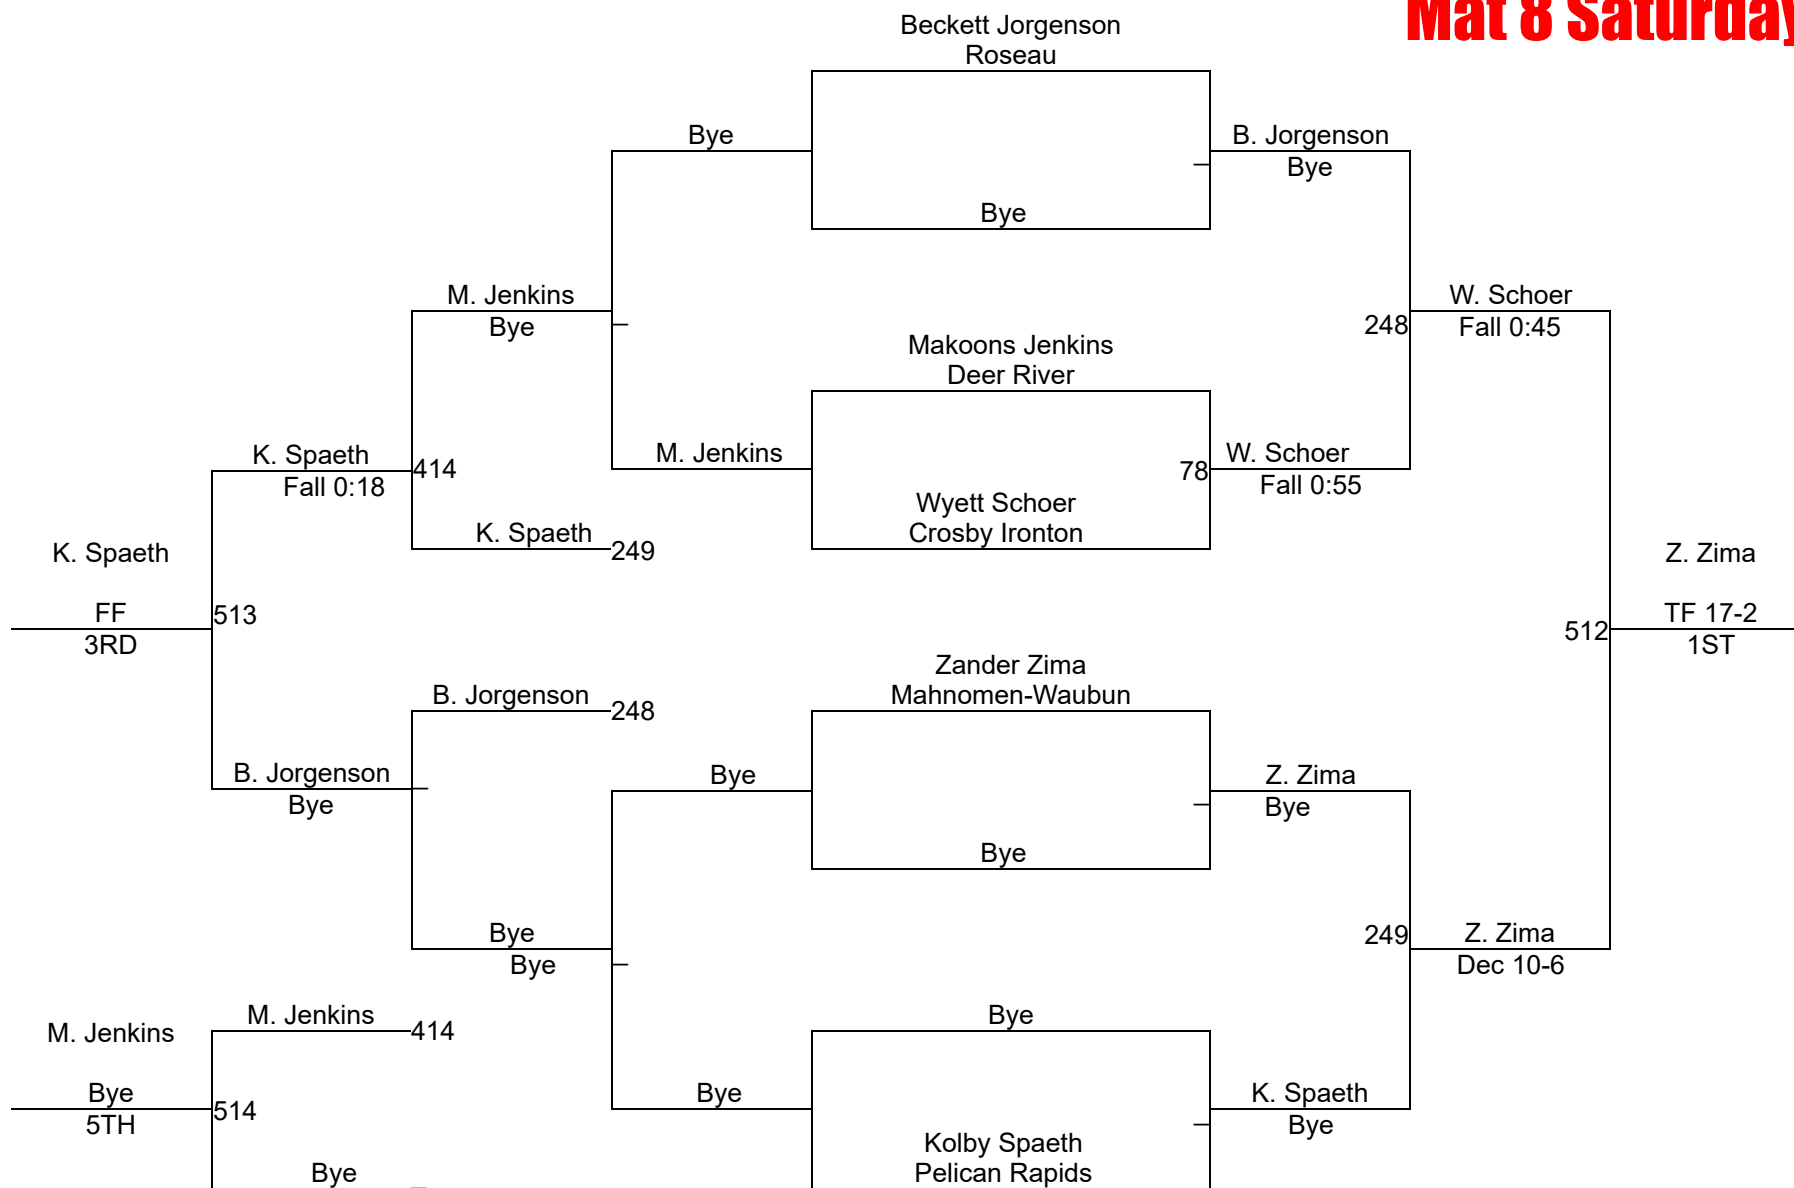 Mat 8 Saturday
Beckett Jorgenson
Roseau
Bye
B. Jorgenson
Bye
Bye
M. Jenkins
Bye
W. Schoer
248
Fall 0:45
Makoons Jenkins
Deer River
K. Spaeth
414
Fall 0:18
M. Jenkins
78
W. Schoer
Fall 0:55
Wyett Schoer
Crosby Ironton
K. Spaeth
249
K. Spaeth
FF
513
3RD
Z. Zima
512
TF 17-2
1ST
Zander Zima
Mahnomen-Waubun
B. Jorgenson
248
B. Jorgenson
Bye
Bye
Z. Zima
Bye
Bye
Bye
Bye
249
Z. Zima
Dec 10-6
M. Jenkins
M. Jenkins
414
Bye
Bye
514
5TH
Bye
K. Spaeth
Bye
Kolby Spaeth
Pelican Rapids
Bye